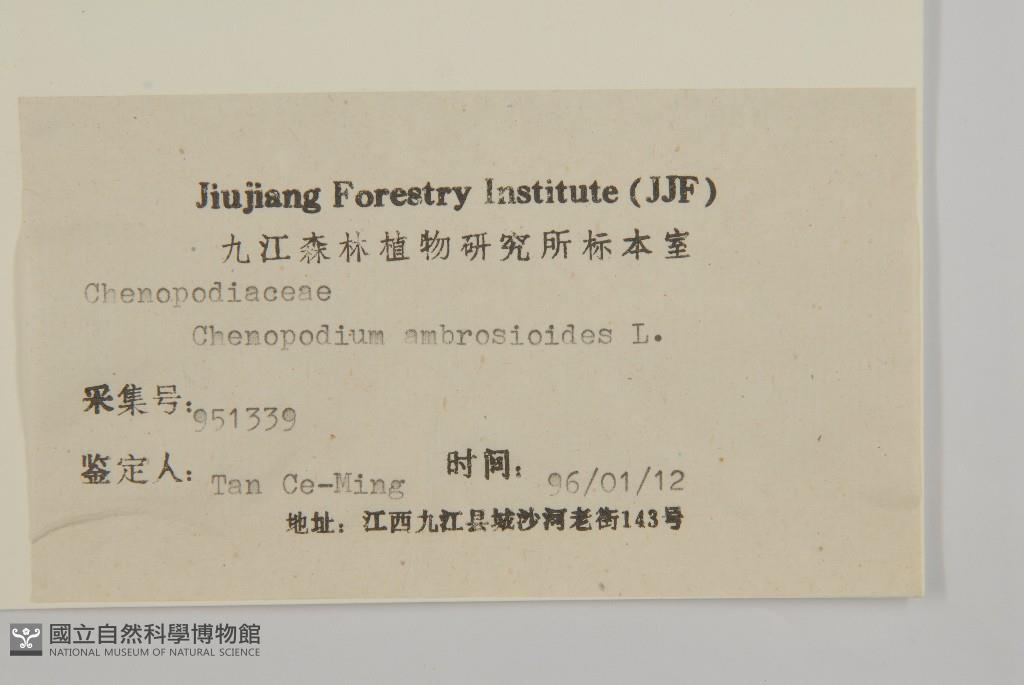 Jiujiang Forestry Institute (JJF)
九江森林植物研究所标本室
Chenopodiaceae
Chenopodium ambrosioides L.
采集号: 951339
鉴定人: Tan Ce-Ming 时间: 96/01/12
地址: 江西九江县城沙河老街143号
國立自然科學博物館
NATIONAL MUSEUM OF NATURAL SCIENCE